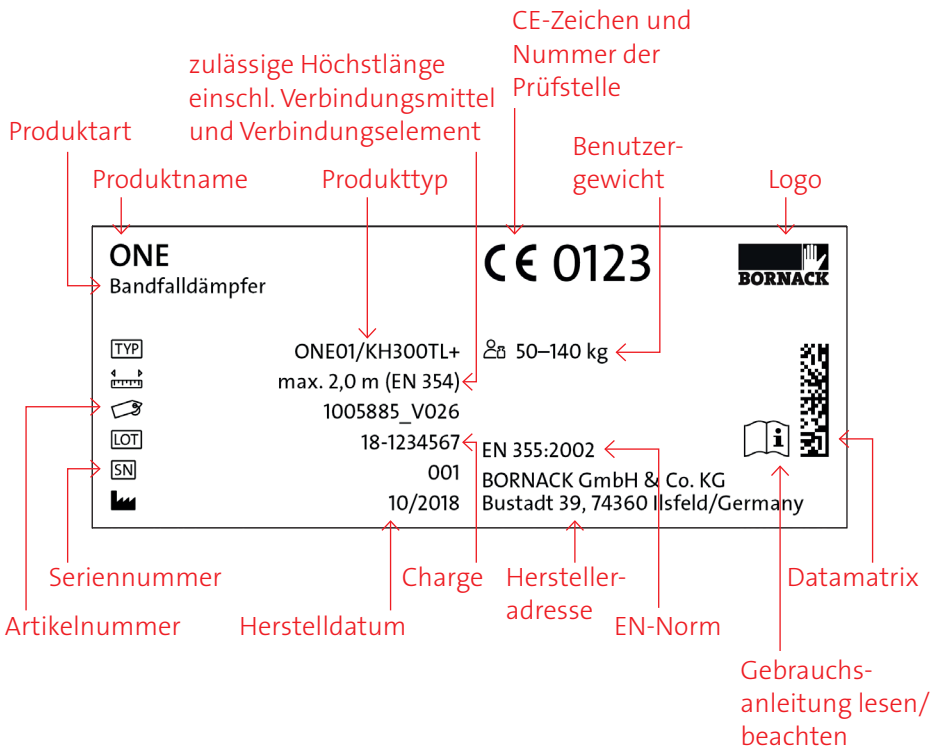 CE-Zeichen und
Nummer der
Prüfstelle
zulässige Höchstlänge
einschl. Verbindungsmittel
und Verbindungselement
Produktart
Benutzer-
gewicht
Produktname
Produkttyp
Logo
ONE
Bandfalldämpfer
CE 0123
BORNACK
TYP
ONE01/KH300TL+
50–140 kg
max. 2,0 m (EN 354)
1005885_V026
LOT
18-1234567
EN 355:2002
SN
001
BORNACK GmbH & Co. KG
10/2018
Bustadt 39, 74360 Ilsfeld/Germany
i
Seriennummer
Charge
Hersteller-
adresse
Datamatrix
Artikelnummer
Herstelldatum
EN-Norm
Gebrauchs-
anleitung lesen/
beachten